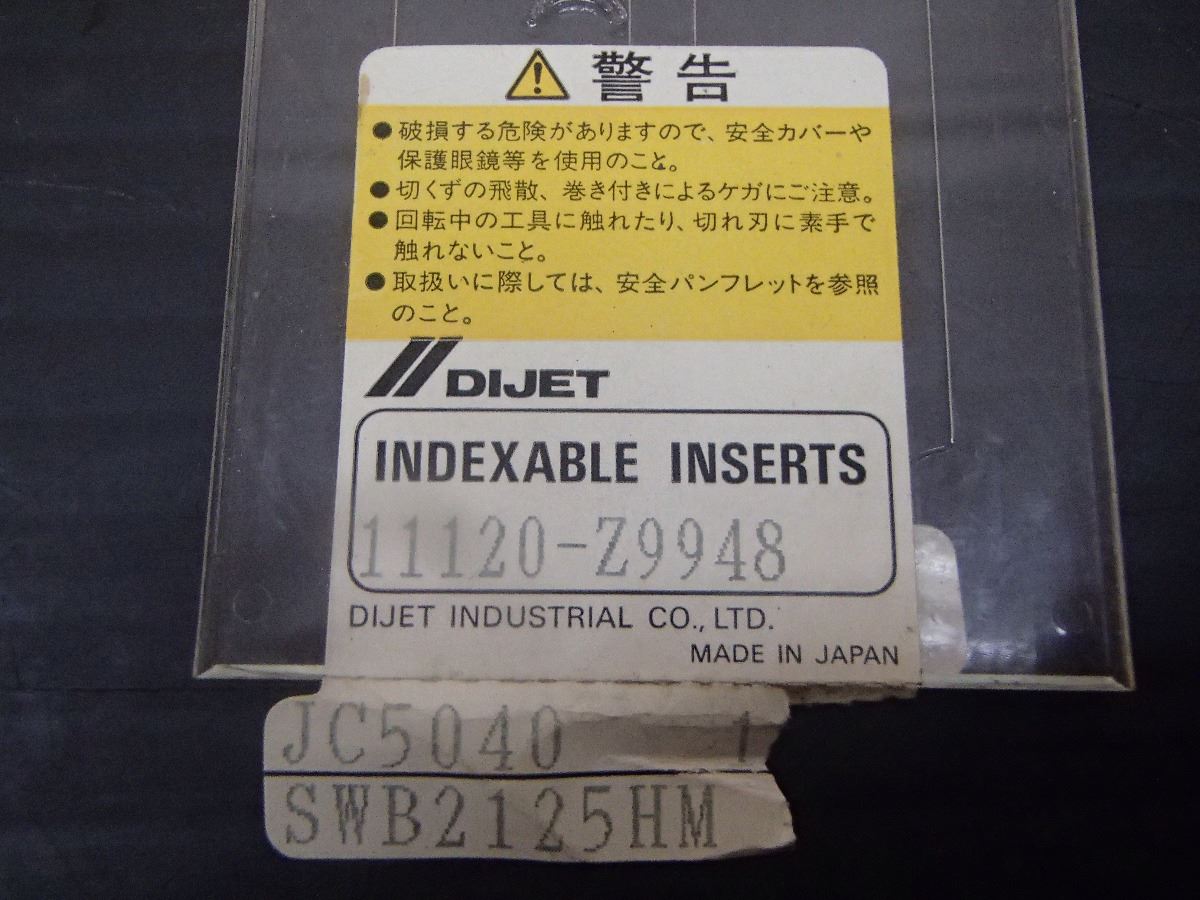 警告
●破損する危険がありますので、安全カバーや
保護眼鏡等を使用のこと。
●切くずの飛散、巻き付きによるケガにご注意。
●回転中の工具に触れたり、切れ刃に素手で
触れないこと。
●取扱いに際しては、安全パンフレットを参照
のこと。
DIJET
INDEXABLE INSERTS
11120-Z9948
DIJET INDUSTRIAL CO., LTD.
MADE IN JAPAN
JC5040
SWB2125HM